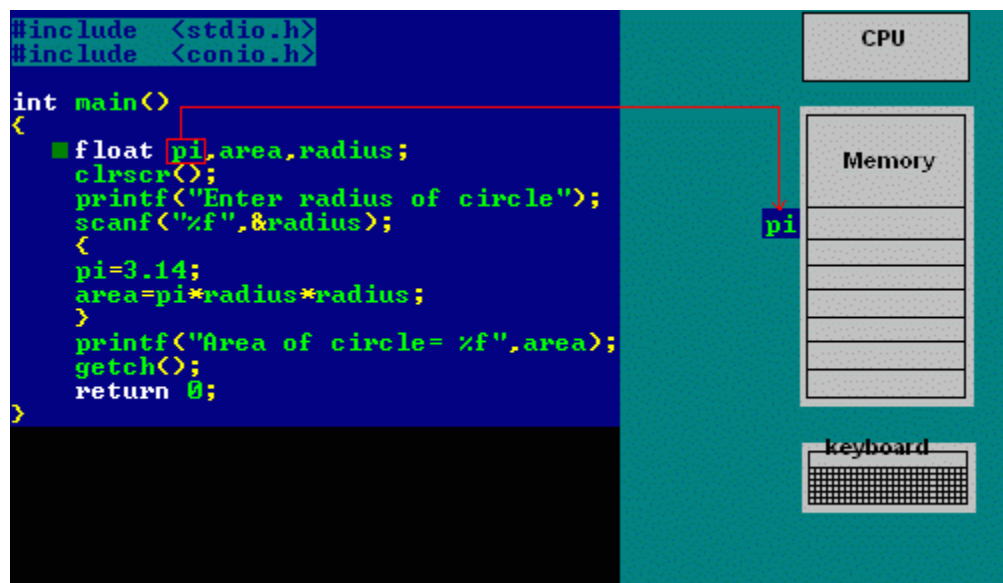 #include  <stdio.h>
#include  <conio.h>
int main()
{
float pi,area,radius;
clrscr();
printf("Enter radius of circle");
scanf("%f",&radius);
{
pi=3.14;
area=pi*radius*radius;
}
printf("Area of circle= %f",area);
getch();
return 0;
}
CPU
Memory
pi
keyboard